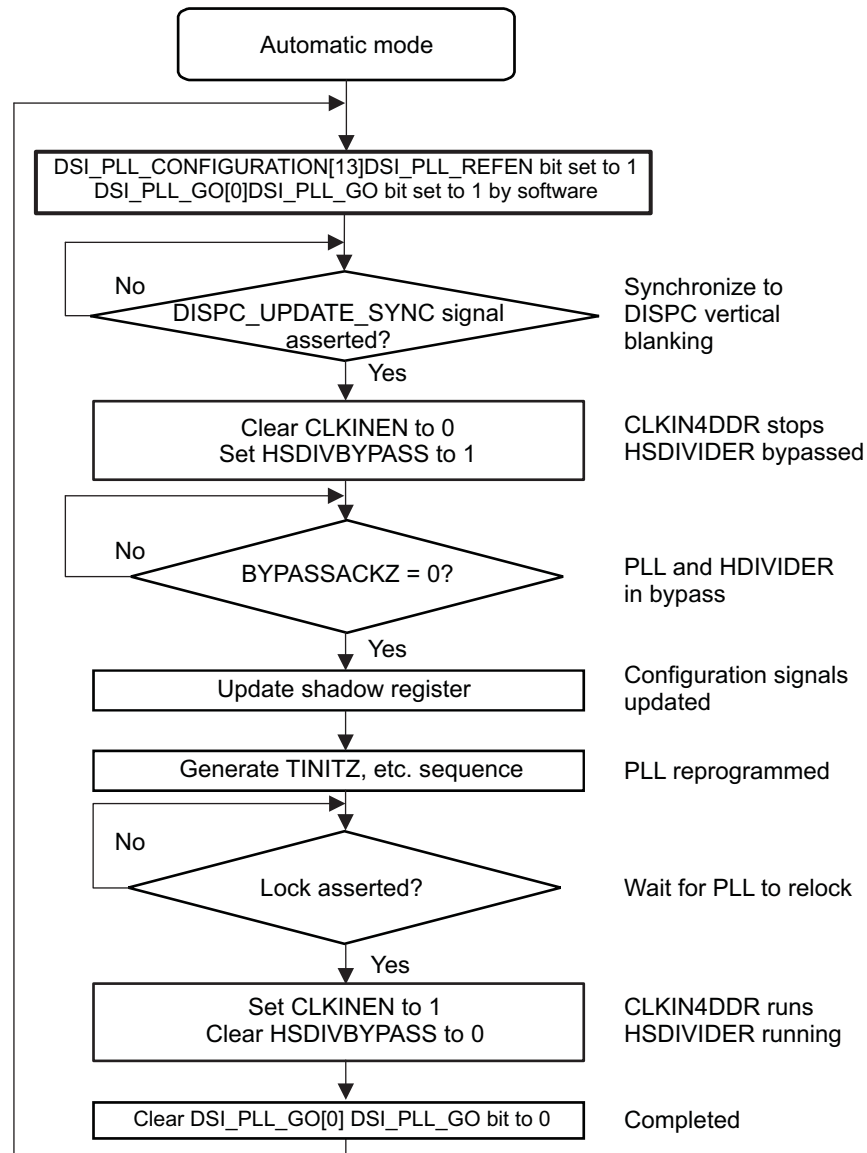 Automatic mode
DSI_PLL_CONFIGURATION[13]DSI_PLL_REFEN bit set to 1
DSI_PLL_GO[0]DSI_PLL_GO bit set to 1 by software
No
DISPC_UPDATE_SYNC signal
asserted?
Synchronize to
DISPC vertical
blanking
Yes
Clear CLKINEN to 0
Set HSDIVBYPASS to 1
CLKIN4DDR stops
HSDIVIDER bypassed
No
BYPASSACKZ = 0?
PLL and HDIVIDER
in bypass
Yes
Update shadow register
Configuration signals
updated
Generate TINITZ, etc. sequence
PLL reprogrammed
No
Lock asserted?
Wait for PLL to relock
Yes
Set CLKINEN to 1
Clear HSDIVBYPASS to 0
CLKIN4DDR runs
HSDIVIDER running
Clear DSI_PLL_GO[0] DSI_PLL_GO bit to 0
Completed